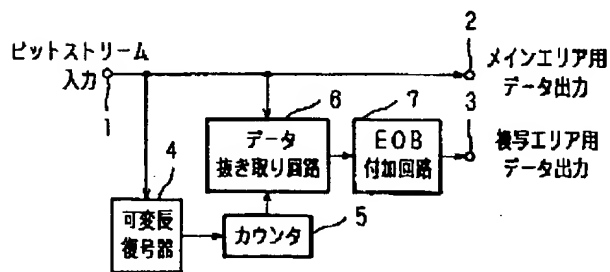 ビットストリーム
入力
1
2
メインエリア用
データ出力
3
複写エリア用
データ出力
6
データ
抜き取り回路
7
EOB
付加回路
4
可変長
復号器
カウンタ
5